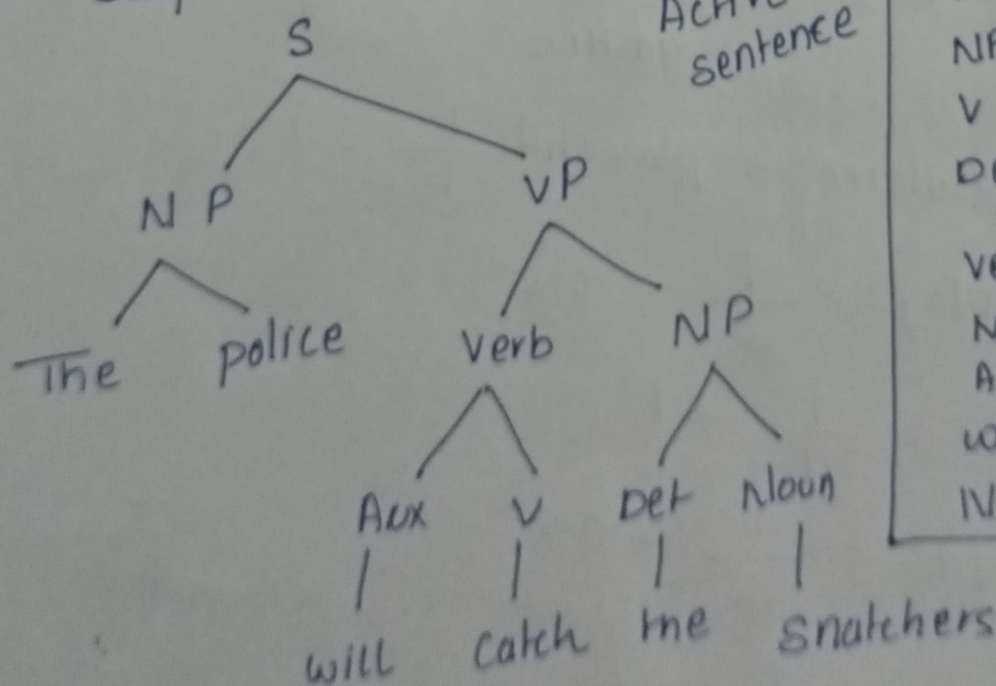 S
sentence
N P
VP
The
police
Verb
NP
Aux
V
Det
Noun
will
catch
the
snatchers
V